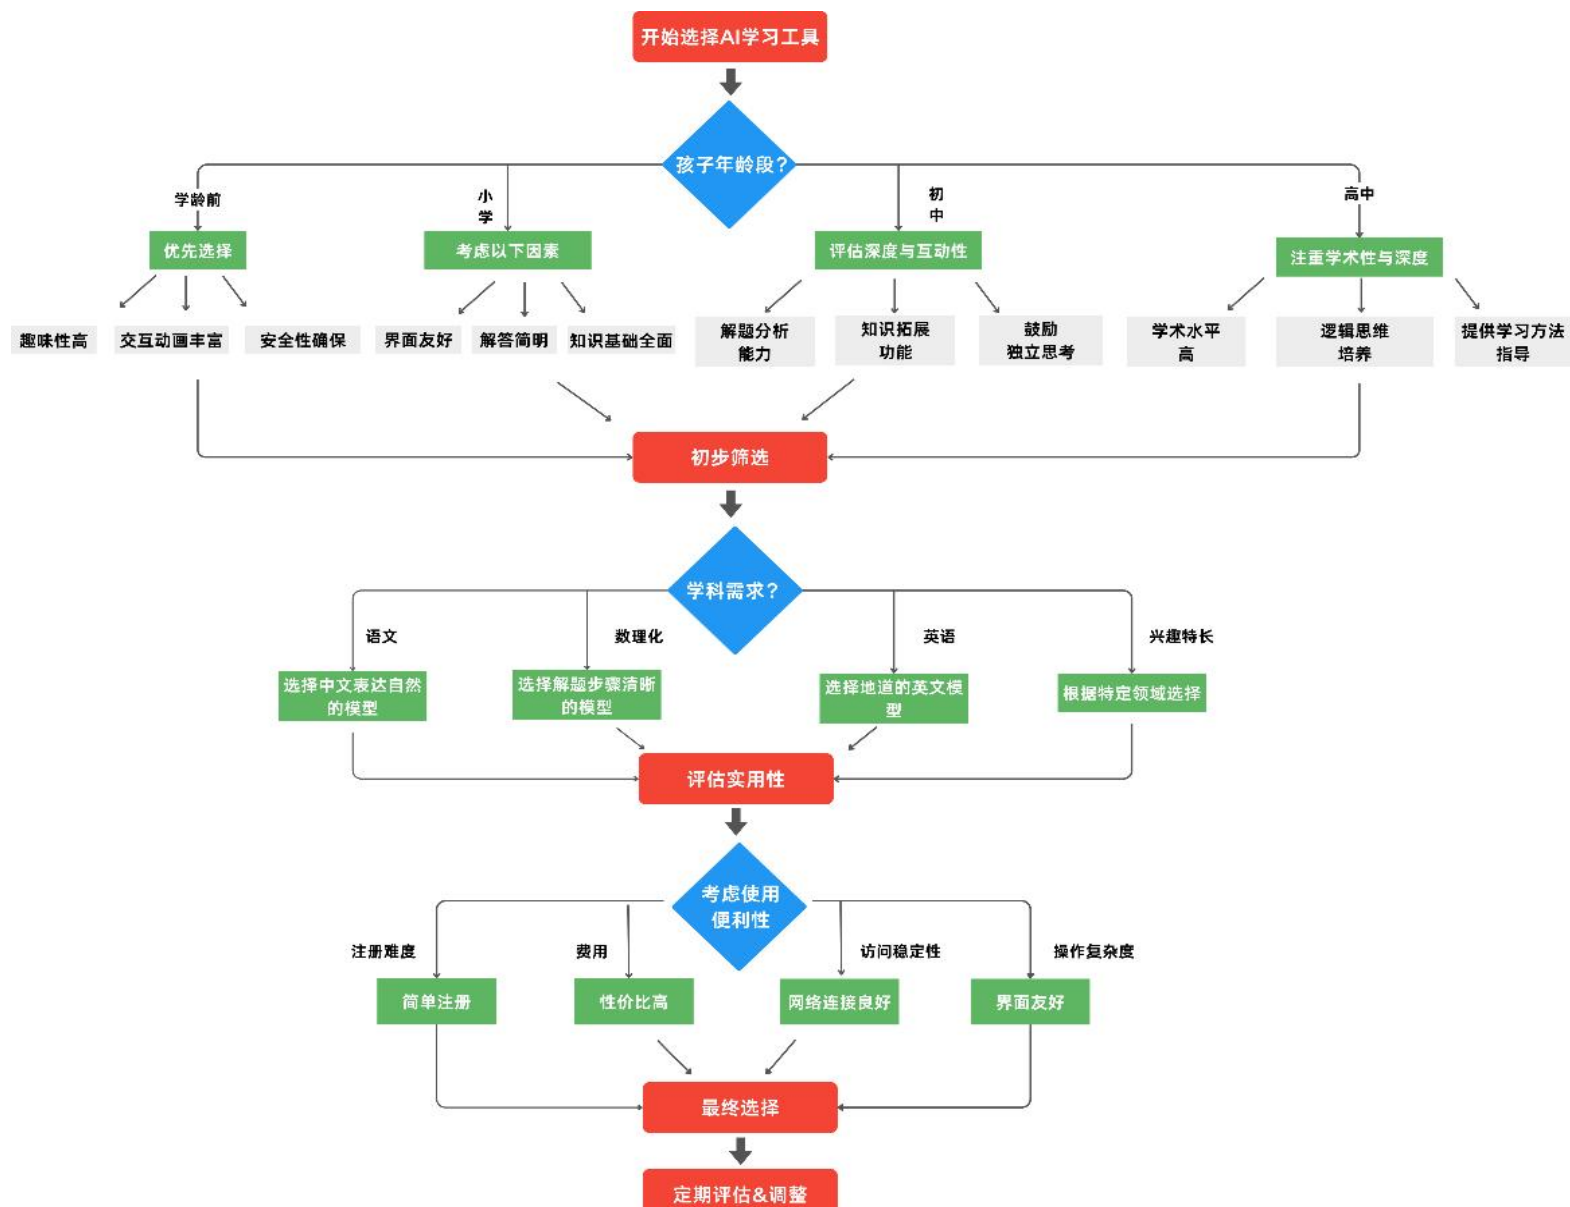 开始选择AI学习工具
孩子年龄段?
学龄前
小
学
初
中
高中
优先选择
考虑以下因素
评估深度与互动性
注重学术性与深度
趣味性高
交互动画丰富
安全性确保
界面友好
解答简明
知识基础全面
解题分析
能力
知识拓展
功能
鼓励
独立思考
学术水平
高
逻辑思维
培养
提供学习方法
指导
初步筛选
学科需求?
语文
数理化
英语
兴趣特长
选择中文表达自然
的模型
选择解题步骤清晰
的模型
选择地道的英文模
型
根据特定领域选择
评估实用性
考虑使用
便利性
注册难度
费用
访问稳定性
操作复杂度
简单注册
性价比高
网络连接良好
界面友好
最终选择
定期评估&调整